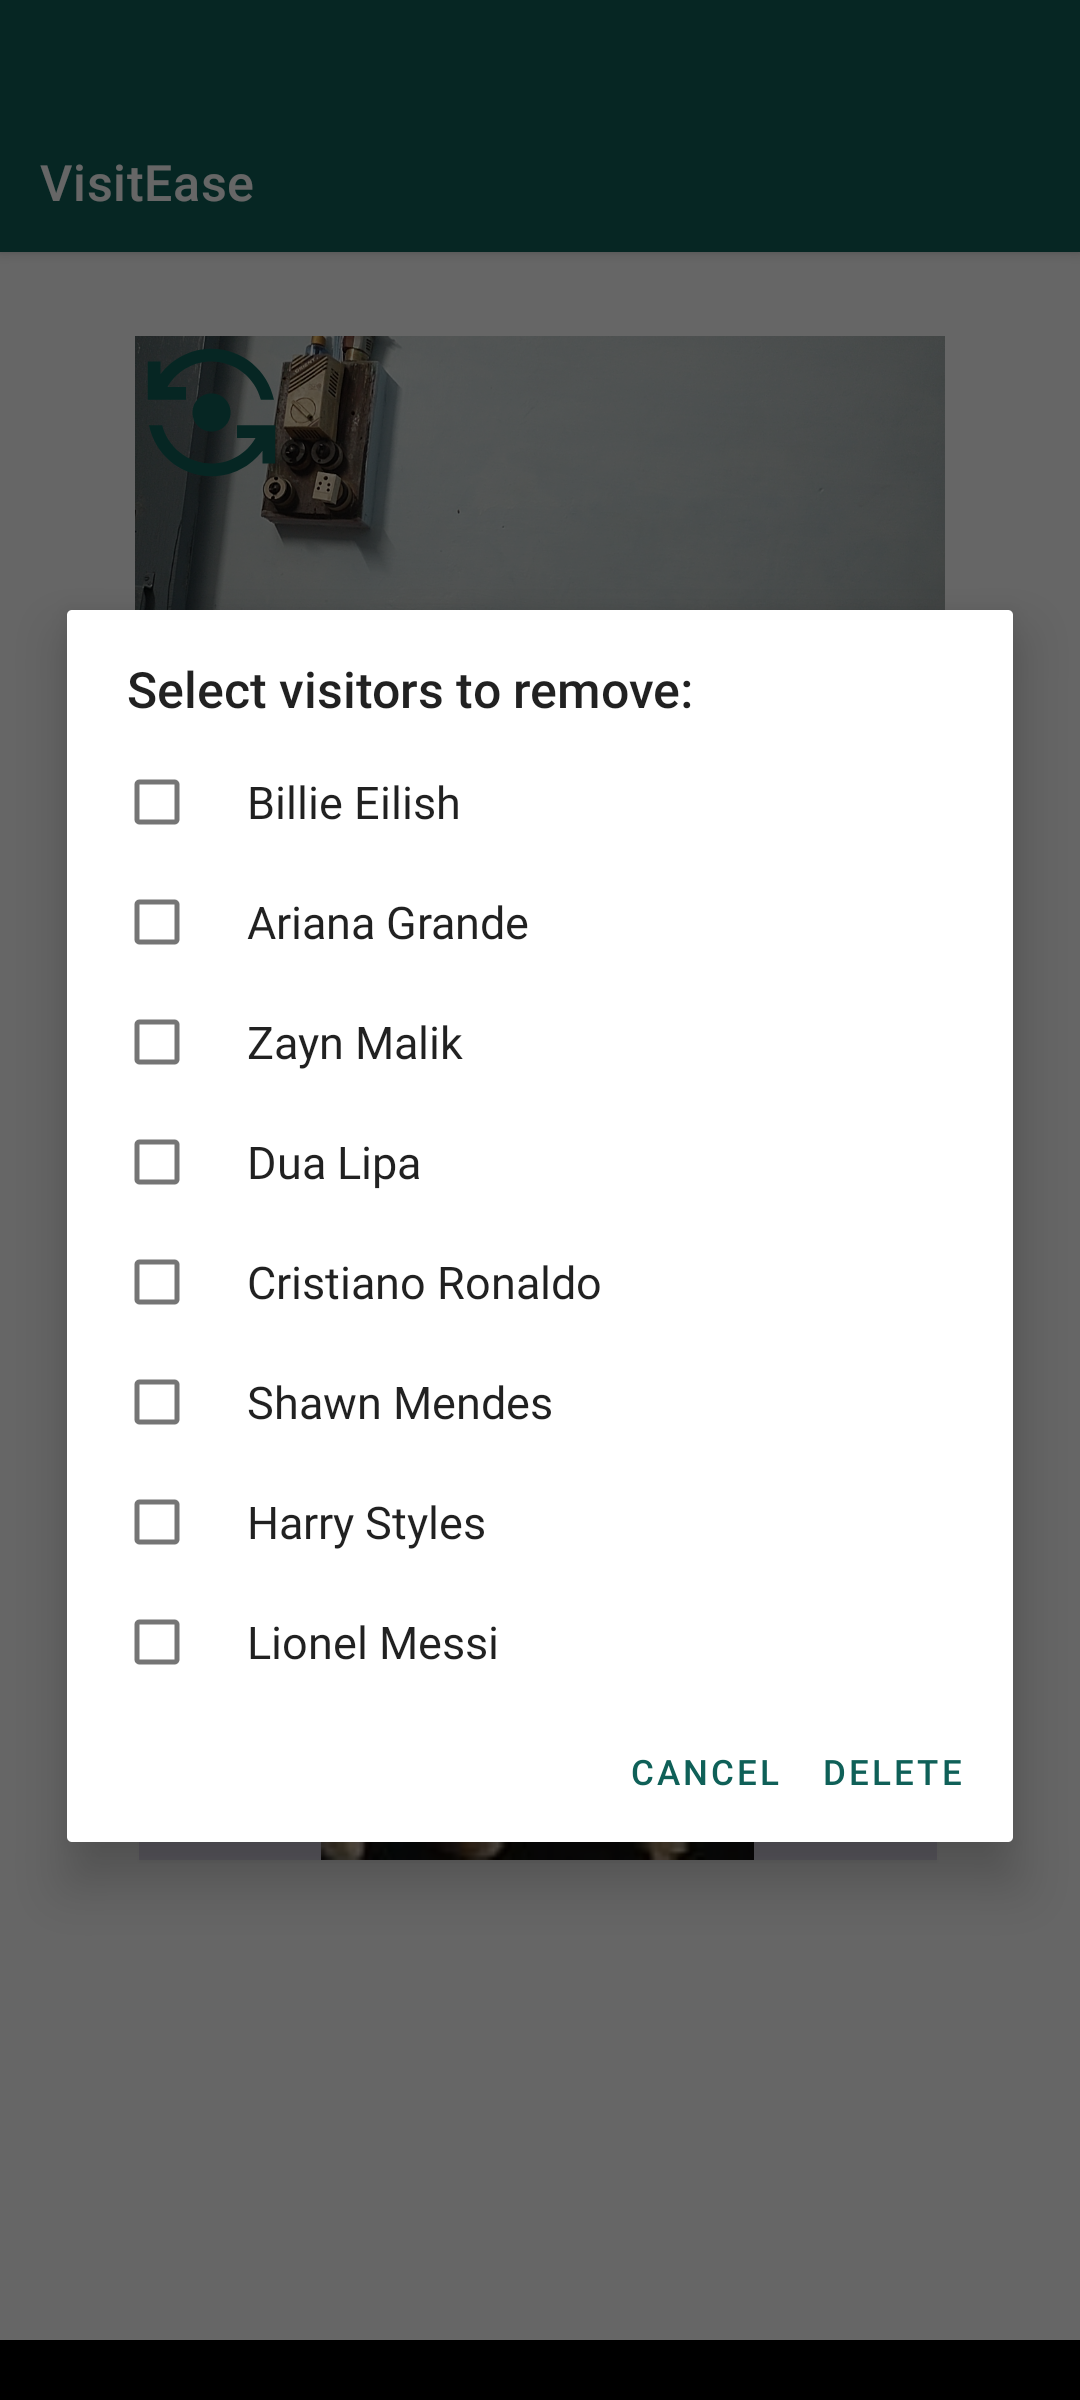 VisitEase
Select visitors to remove:
Billie Eilish
Ariana Grande
Zayn Malik
Dua Lipa
Cristiano Ronaldo
Shawn Mendes
Harry Styles
Lionel Messi
CANCEL DELETE